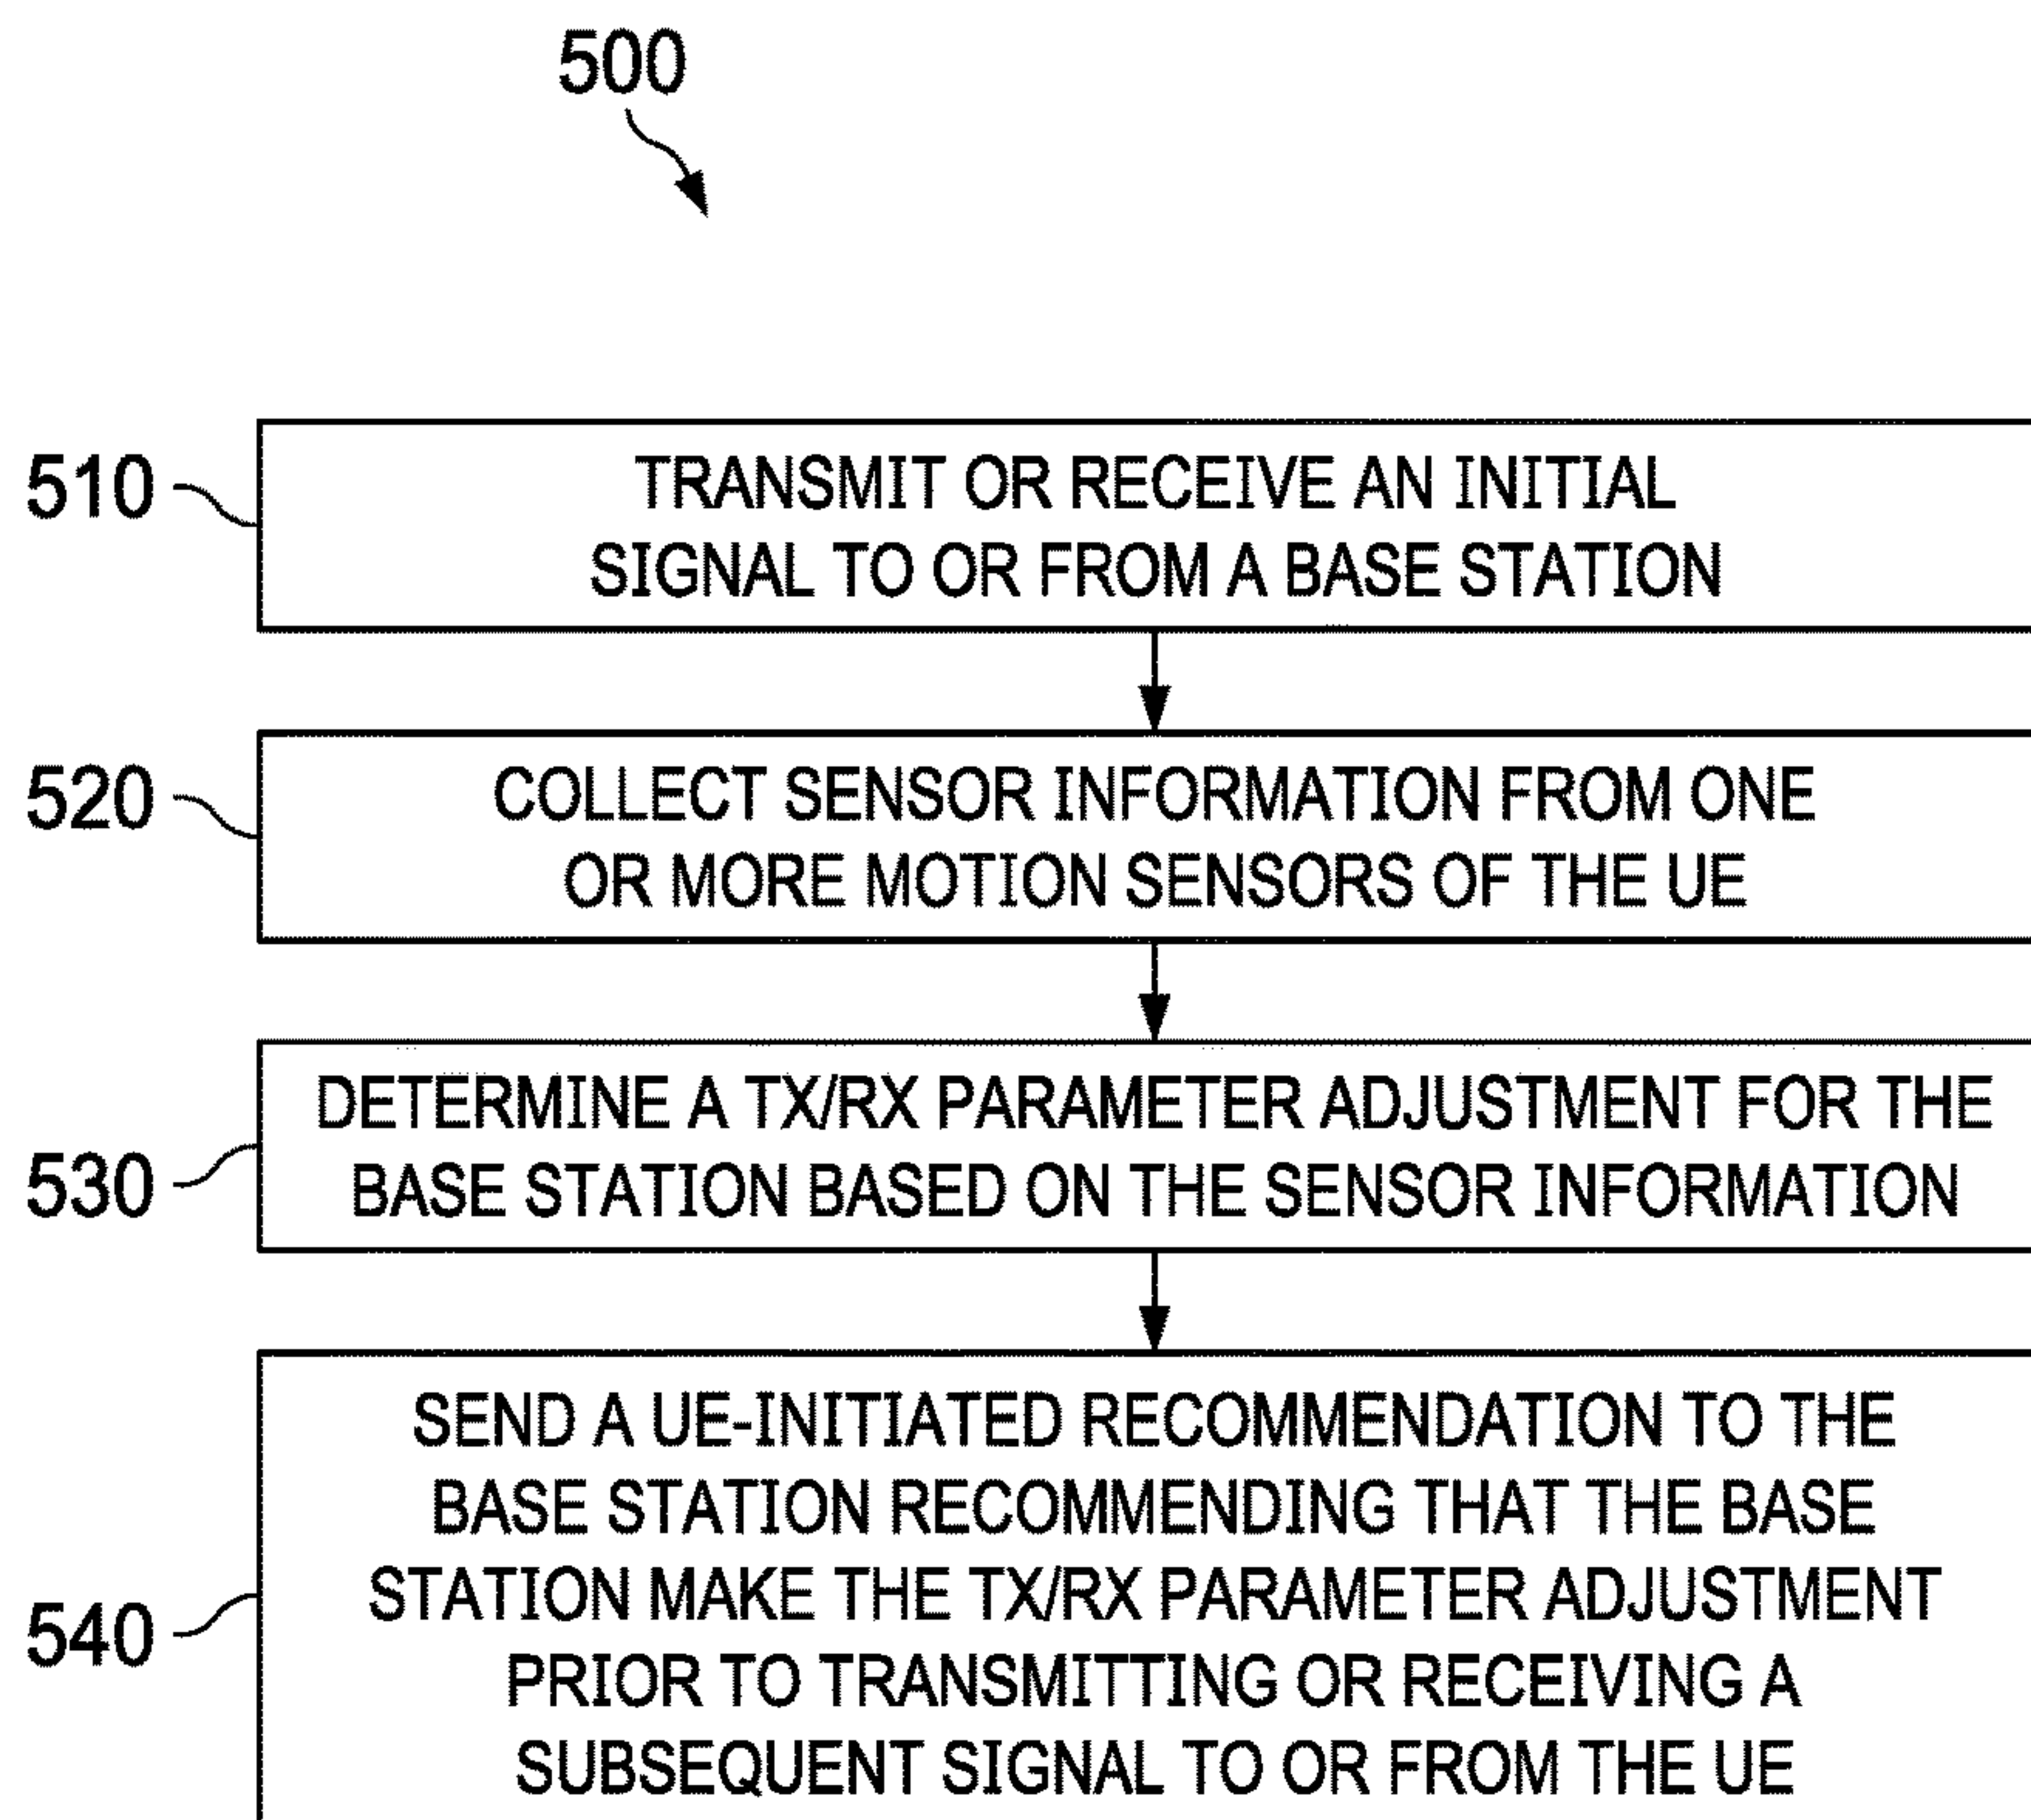 500
510
TRANSMIT OR RECEIVE AN INITIAL
SIGNAL TO OR FROM A BASE STATION
520
COLLECT SENSOR INFORMATION FROM ONE
OR MORE MOTION SENSORS OF THE UE
530
DETERMINE A TX/RX PARAMETER ADJUSTMENT FOR THE
BASE STATION BASED ON THE SENSOR INFORMATION
540
SEND A UE-INITIATED RECOMMENDATION TO THE
BASE STATION RECOMMENDING THAT THE BASE
STATION MAKE THE TX/RX PARAMETER ADJUSTMENT
PRIOR TO TRANSMITTING OR RECEIVING A
SUBSEQUENT SIGNAL TO OR FROM THE UE